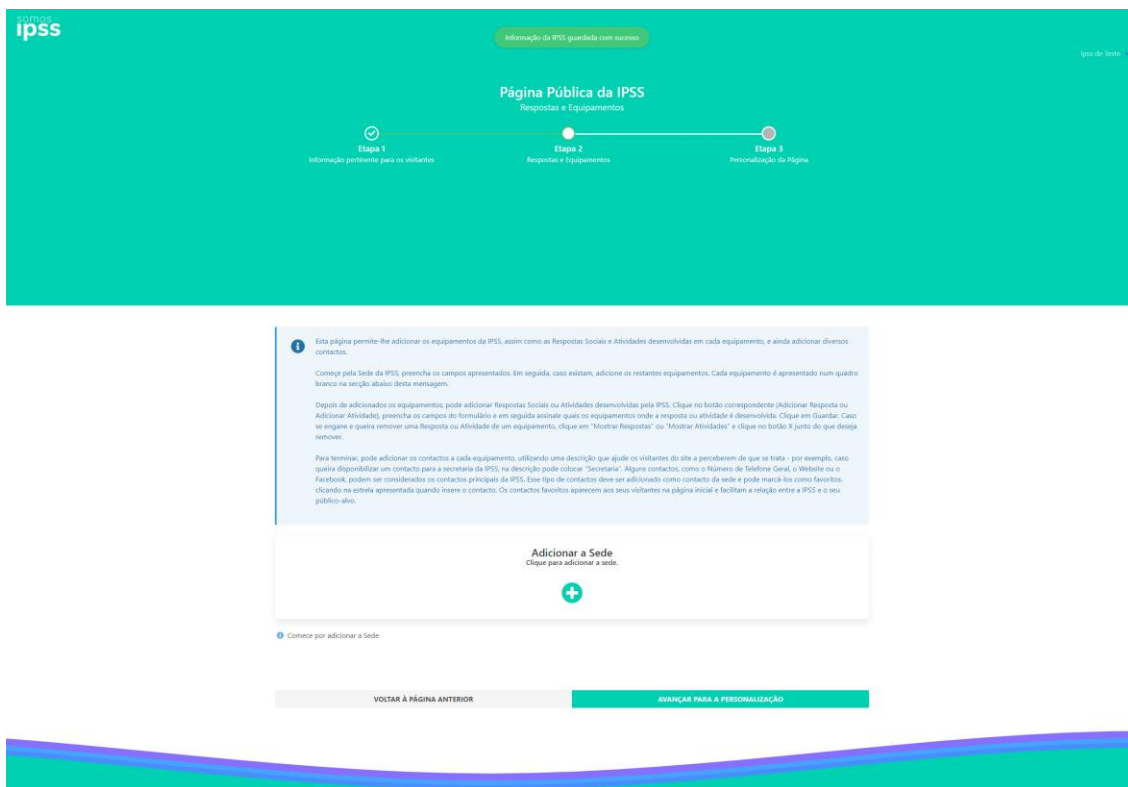 somos
ipss
Informação da IPSS guardada com sucesso
Ipss de Teste
Página Pública da IPSS
Respostas e Equipamentos
Etapa 1
Informação pertinente para os visitantes
Etapa 2
Respostas e Equipamentos
Etapa 3
Personalização da Página
Esta página permite-lhe adicionar os equipamentos da IPSS, assim como as Respostas Sociais e Atividades desenvolvidas em cada equipamento, e ainda adicionar diversos
contactos.
Começe pela Sede da IPSS, preencha os campos apresentados. Em seguida, caso existam, adicione os restantes equipamentos. Cada equipamento é apresentado num quadro
branco na secção abaixo desta mensagem.
Depois de adicionados os equipamentos, pode adicionar Respostas Sociais ou Atividades desenvolvidas pela IPSS. Clique no botão correspondente (Adicionar Resposta ou
Adicionar Atividade), preencha os campos do formulário e em seguida assinale quais os equipamentos onde a resposta ou atividade é desenvolvida. Clique em Guardar. Caso
se engane e queira remover uma Resposta ou Atividade de um equipamento, clique em "Mostrar Respostas" ou "Mostrar Atividades" e clique no botão X junto do que deseja
remover.
Para terminar, pode adicionar os contactos a cada equipamento, utilizando uma descrição que ajude os visitantes do site a perceberem de que se trata - por exemplo, caso
queira disponibilizar um contacto para a secretaria da IPSS, na descrição pode colocar "Secretaria". Alguns contactos, como o Número de Telefone Geral, o Website ou o
Facebook, podem ser considerados os contactos principais da IPSS. Esse tipo de contactos deve ser adicionado como contacto da sede e pode marcá-los como favoritos,
clicando na estrela apresentada quando insere o contacto. Os contactos favoritos aparecem aos seus visitantes na página inicial e facilitam a relação entre a IPSS e o seu
público-alvo.
Adicionar a Sede
Clique para adicionar a sede.
Comece por adicionar a Sede
VOLTAR À PÁGINA ANTERIOR
AVANÇAR PARA A PERSONALIZAÇÃO